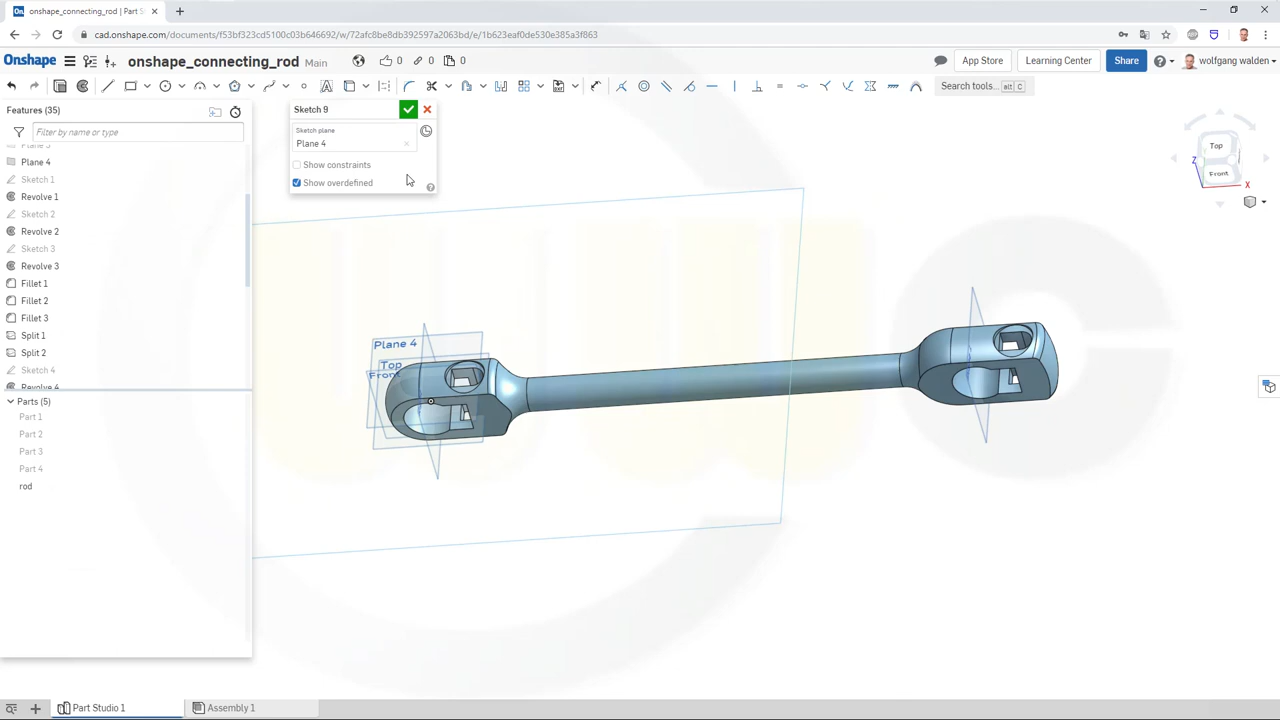 onshape_connecting_rod | Part S
cad.onshape.com/documents/f53bf323cd5100c03b646692/w/72afc8be8db392597a2063bd/e/1b623eaf0de530e385a3f863
Onshape
onshape_connecting_rod Main
0 0 0
App Store
Learning Center
Share
wolfgang walden
Search tools...
alt C
Features (35)
Filter by name or type
Plane 3
Plane 4
Sketch 1
Revolve 1
Sketch 2
Revolve 2
Sketch 3
Revolve 3
Fillet 1
Fillet 2
Fillet 3
Split 1
Split 2
Sketch 4
Revolve 4
Parts (5)
Part 1
Part 2
Part 3
Part 4
rod
Sketch 9
Sketch plane
Plane 4
Show constraints
Show overdefined
Plane 4
Top
Front
Top
Front
Z
X
Part Studio 1
Assembly 1